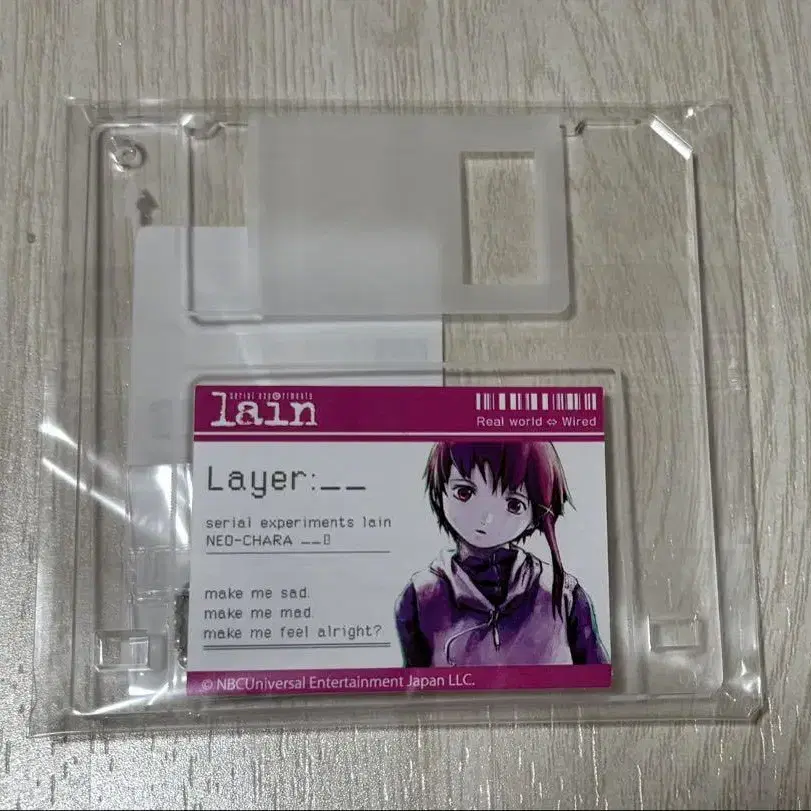 serial experiments
lain
Real world ⇔ Wired
Layer:__
serial experiments lain
NEO-CHARA __▯
make me sad.
make me mad.
make me feel alright?
© NBCUniversal Entertainment Japan LLC.